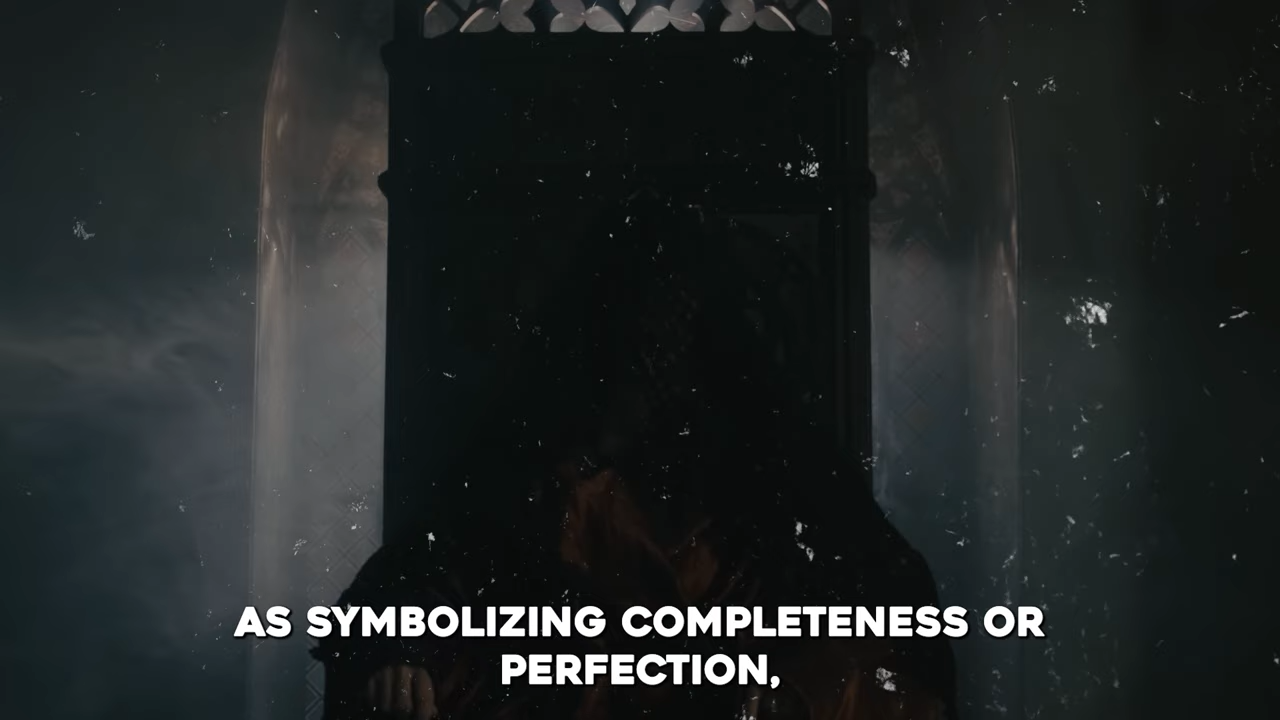 AS SYMBOLIZING COMPLETENESS OR
PERFECTION,